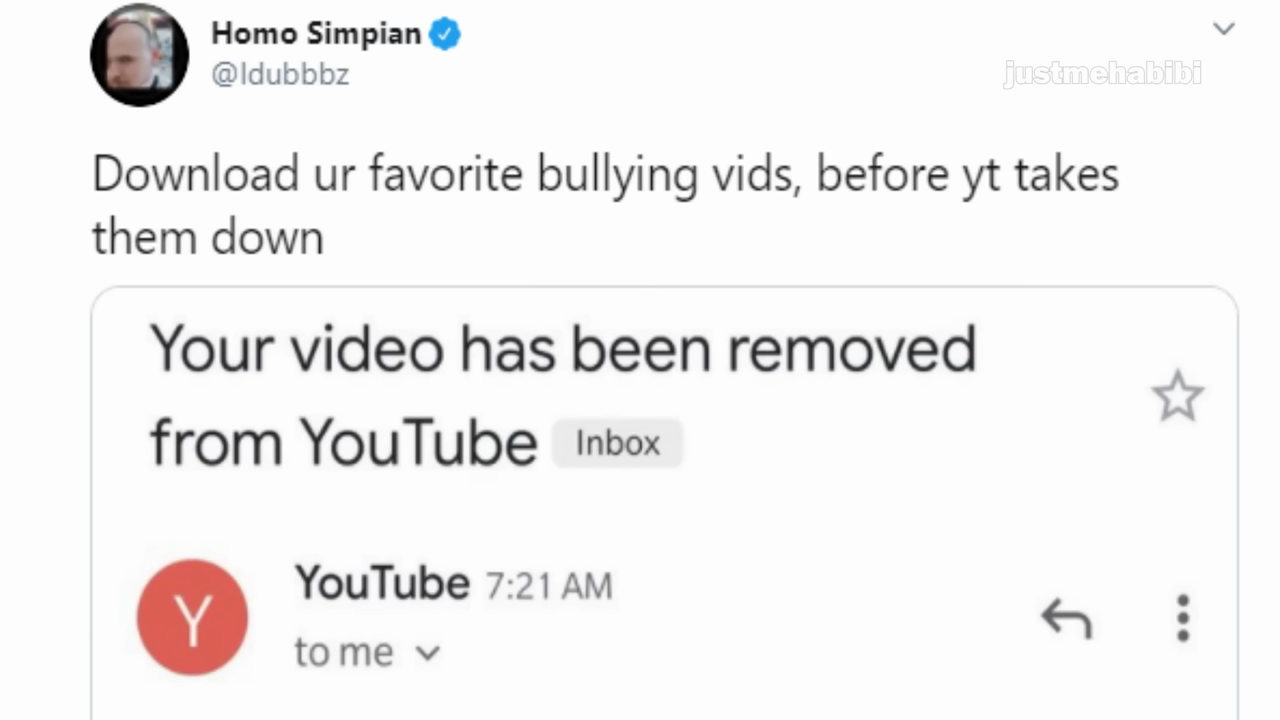 Homo Simpian
@Idubbbz
justmehabibi
Download ur favorite bullying vids, before yt takes
them down
Your video has been removed
from YouTube Inbox
Y
YouTube 7:21 AM
to me